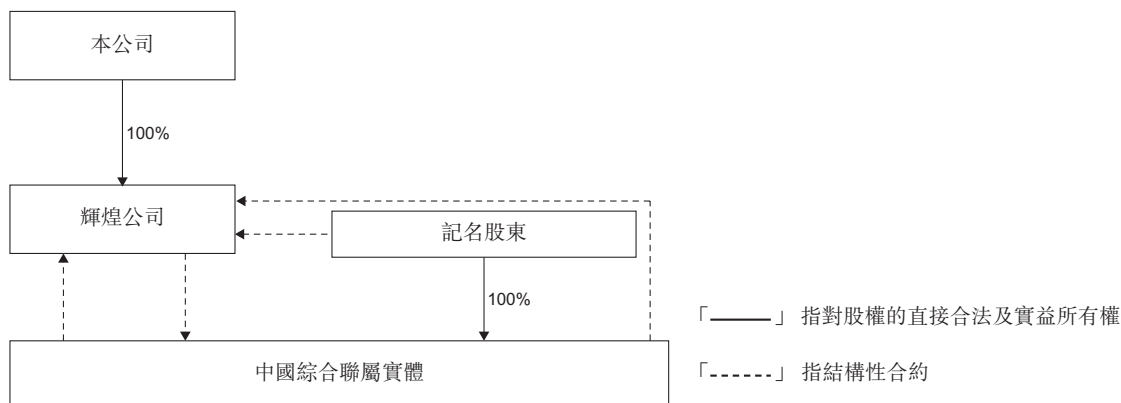 本公司
100%
輝煌公司
記名股東
100%
「——」 指對股權的直接合法及實益所有權
中國綜合聯屬實體
「------」 指結構性合約